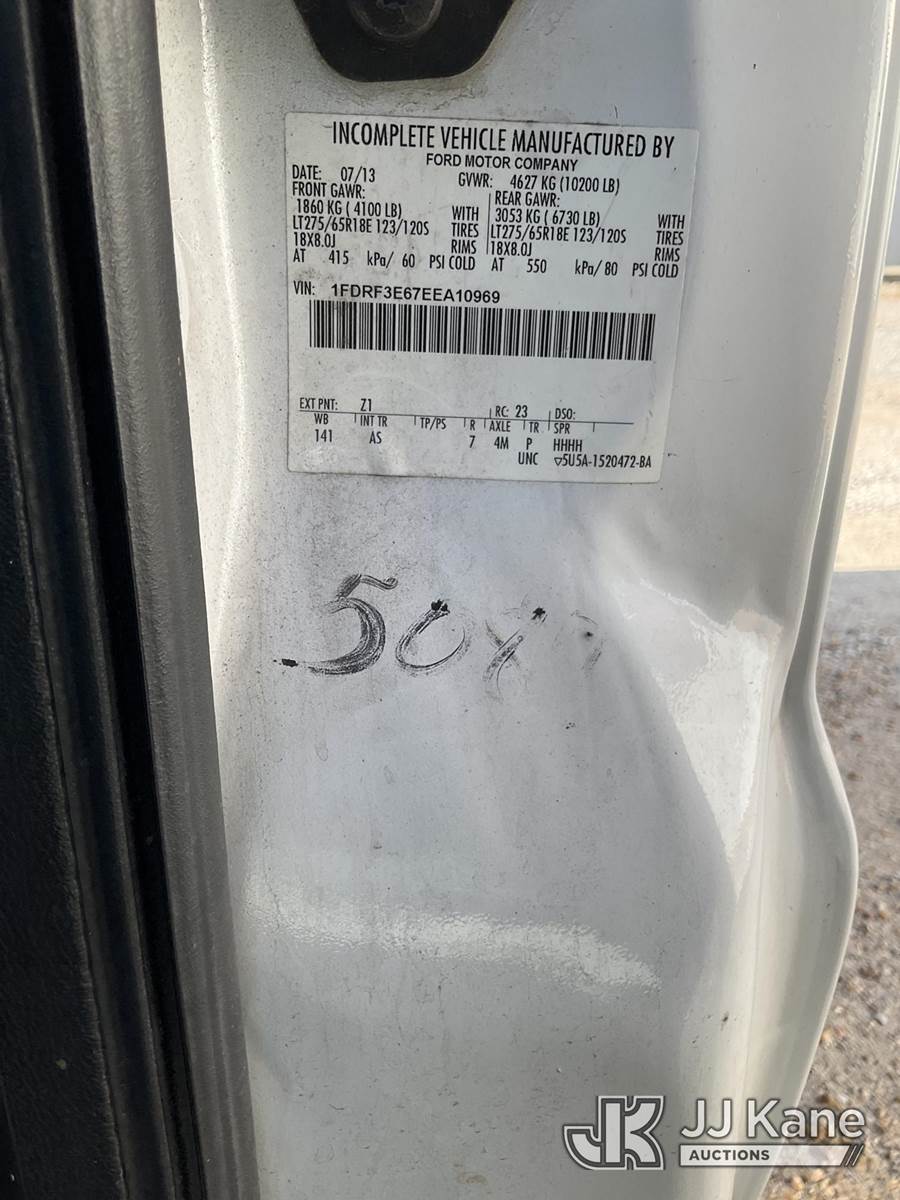 INCOMPLETE VEHICLE MANUFACTURED BY
FORD MOTOR COMPANY
DATE: 07/13 GVWR: 4627 KG (10200 LB)
FRONT GAWR: REAR GAWR:
1860 KG ( 4100 LB) WITH 3053 KG ( 6730 LB) WITH
LT275/65R18E 123/120S TIRES LT275/65R18E 123/120S TIRES
18X8.0J RIMS 18X8.0J RIMS
AT 415 kPa/ 60 PSI COLD AT 550 kPa/ 80 PSI COLD
VIN: 1FDRF3E67EEA10969
EXT PNT: Z1 RC: 23 DSO:
WB INT TR TP/PS R AXLE TR SPR
141 AS 7 4M P HHHH
UNC ▽5U5A-1520472-BA
JK JJ Kane
AUCTIONS